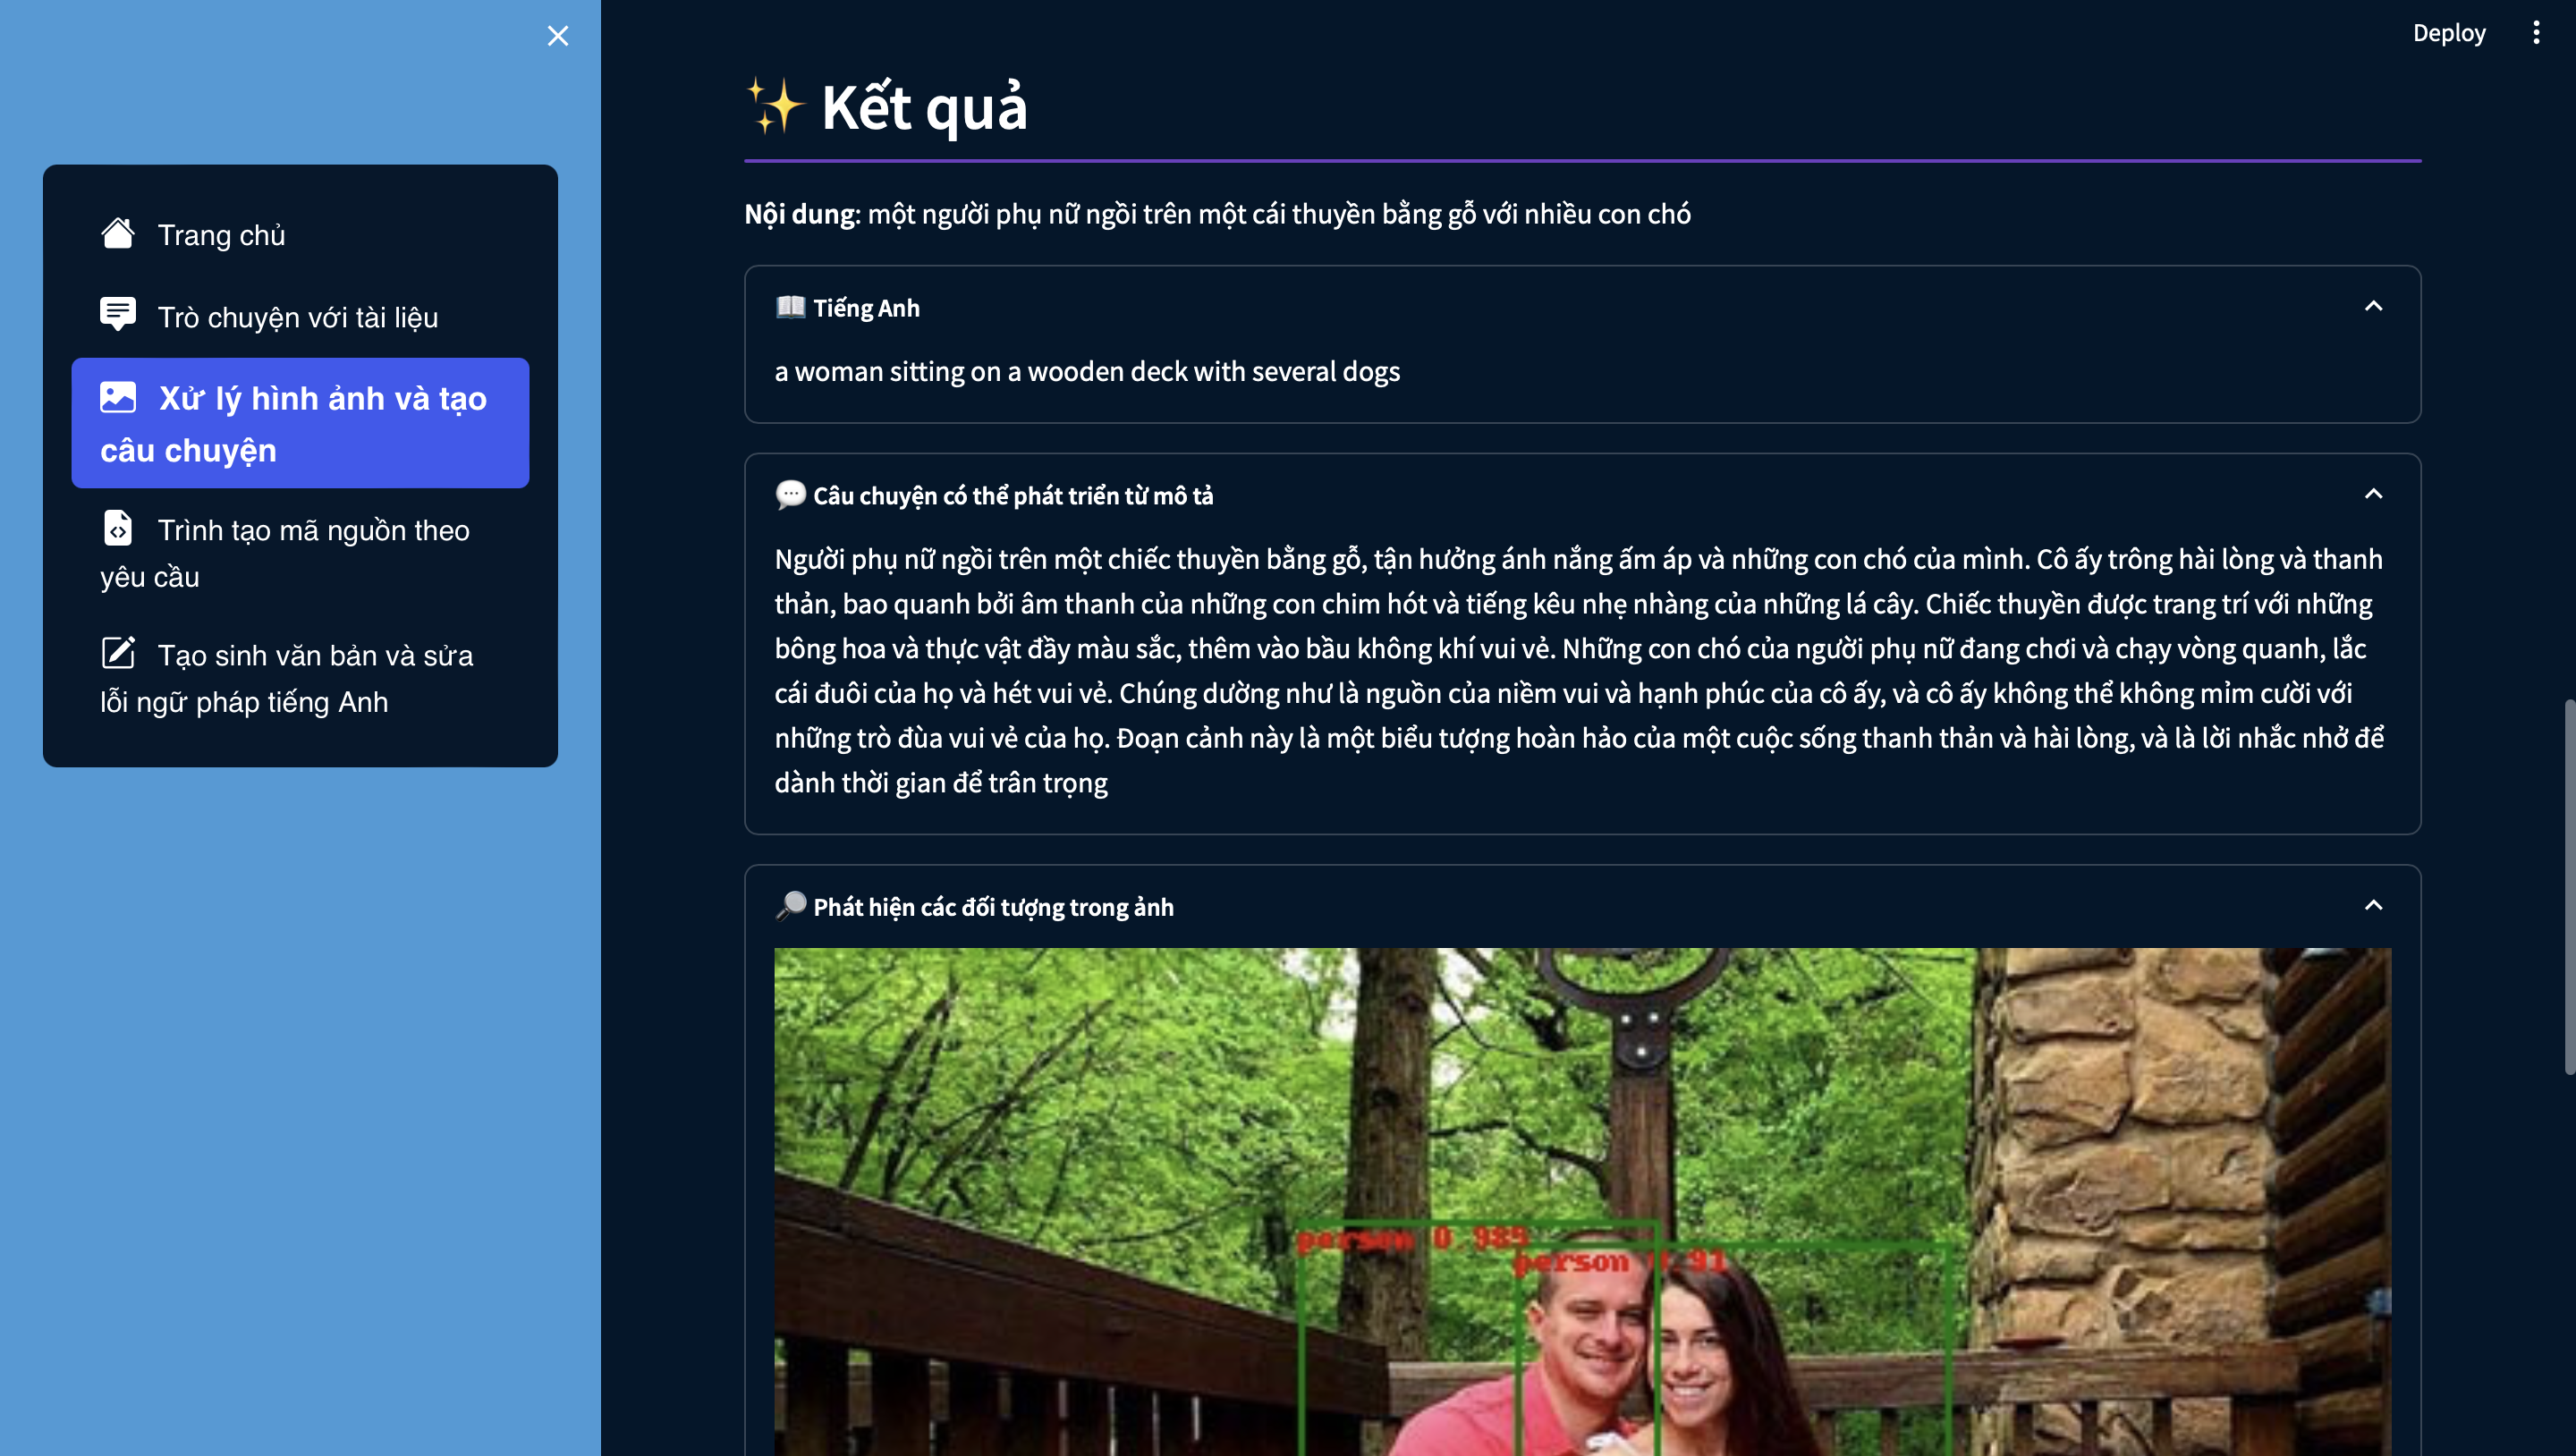 Deploy
Trang chủ
Trò chuyện với tài liệu
Xử lý hình ảnh và tạo
câu chuyện
Trình tạo mã nguồn theo
yêu cầu
Tạo sinh văn bản và sửa
lỗi ngữ pháp tiếng Anh
✨ Kết quả
Nội dung: một người phụ nữ ngồi trên một cái thuyền bằng gỗ với nhiều con chó
📖 Tiếng Anh
a woman sitting on a wooden deck with several dogs
💬 Câu chuyện có thể phát triển từ mô tả
Người phụ nữ ngồi trên một chiếc thuyền bằng gỗ, tận hưởng ánh nắng ấm áp và những con chó của mình. Cô ấy trông hài lòng và thanh
thản, bao quanh bởi âm thanh của những con chim hót và tiếng kêu nhẹ nhàng của những lá cây. Chiếc thuyền được trang trí với những
bông hoa và thực vật đầy màu sắc, thêm vào bầu không khí vui vẻ. Những con chó của người phụ nữ đang chơi và chạy vòng quanh, lắc
cái đuôi của họ và hét vui vẻ. Chúng dường như là nguồn của niềm vui và hạnh phúc của cô ấy, và cô ấy không thể không mỉm cười với
những trò đùa vui vẻ của họ. Đoạn cảnh này là một biểu tượng hoàn hảo của một cuộc sống thanh thản và hài lòng, và là lời nhắc nhở để
dành thời gian để trân trọng
🔎 Phát hiện các đối tượng trong ảnh
person 0.985
person 0.91